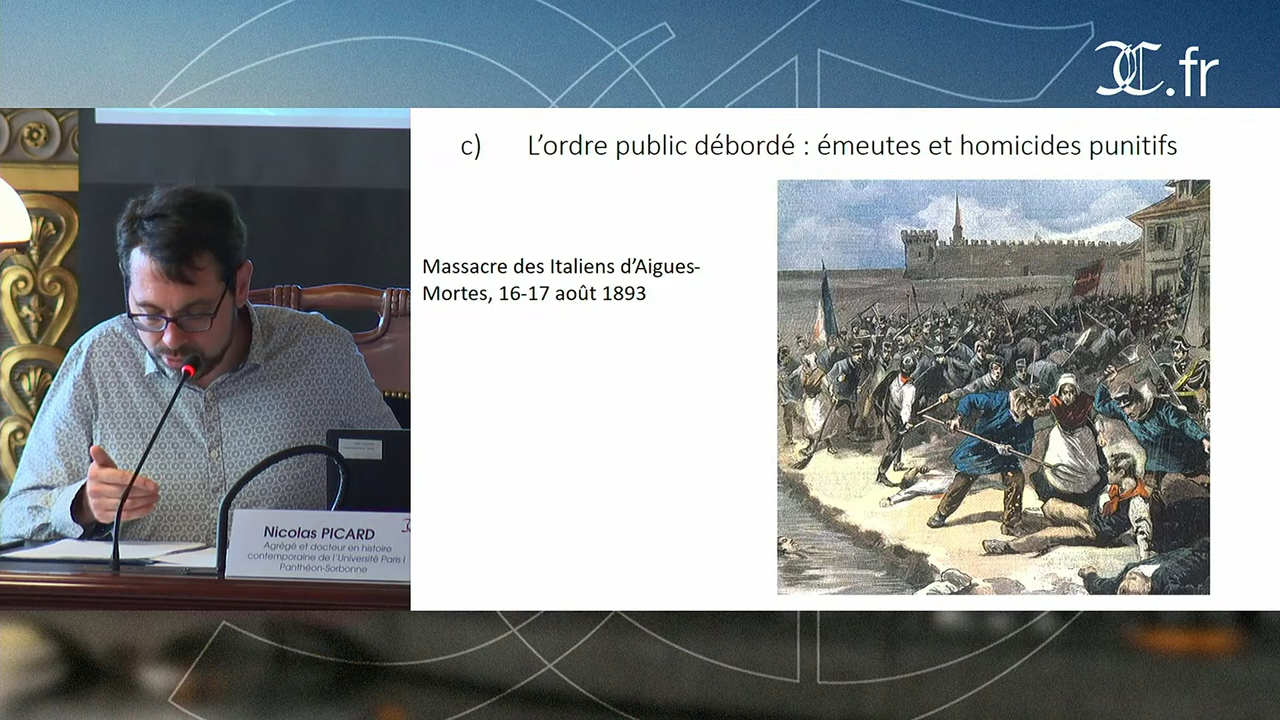 CC.fr
c) L’ordre public débordé : émeutes et homicides punitifs
Massacre des Italiens d’Aigues-
Mortes, 16-17 août 1893
Nicolas PICARD
Agrégé et docteur en histoire
contemporaine de l’Université Paris I
Panthéon-Sorbonne